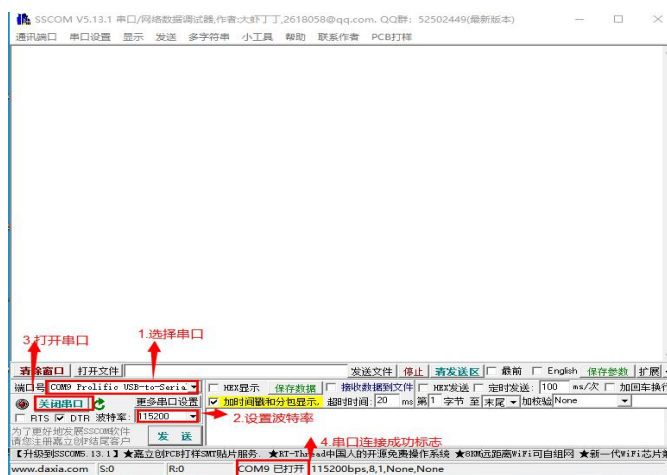 SSCOM V5.13.1 串口/网络数据调试器,作者:大虾丁丁,2618058@qq.com. QQ群: 52502449(最新版本)
通讯端口 串口设置 显示 发送 多字符串 小工具 帮助 联系作者 PCB打样
3.打开串口 1.选择串口
清除窗口 打开文件 发送文件 停止 清发送区 最前 English 保存参数 扩展
端口号 COM9 Prolific USB-to-Seria HEX显示 保存数据 接收数据到文件 HEX发送 定时发送: 100 ms/次 加回车换行
关闭串口 更多串口设置 加时间戳和分包显示, 超时时间: 20 ms 第1 字节 至 末尾 加校验 None
RTS DTR 波特率: 115200 2.设置波特率
为了更好地发展SSCOM软件
请您注册嘉立创F结尾客户 发 送 4.串口连接成功标志
【升级到SSCOM5.13.1】★嘉立创PCB打样SMT贴片服务. ★RT-Thread中国人的开源免费操作系统 ★8KM远距离WiFi可自组网 ★新一代WiFi芯片
www.daxia.com S:0 R:0 COM9 已打开 115200bps,8,1,None,None